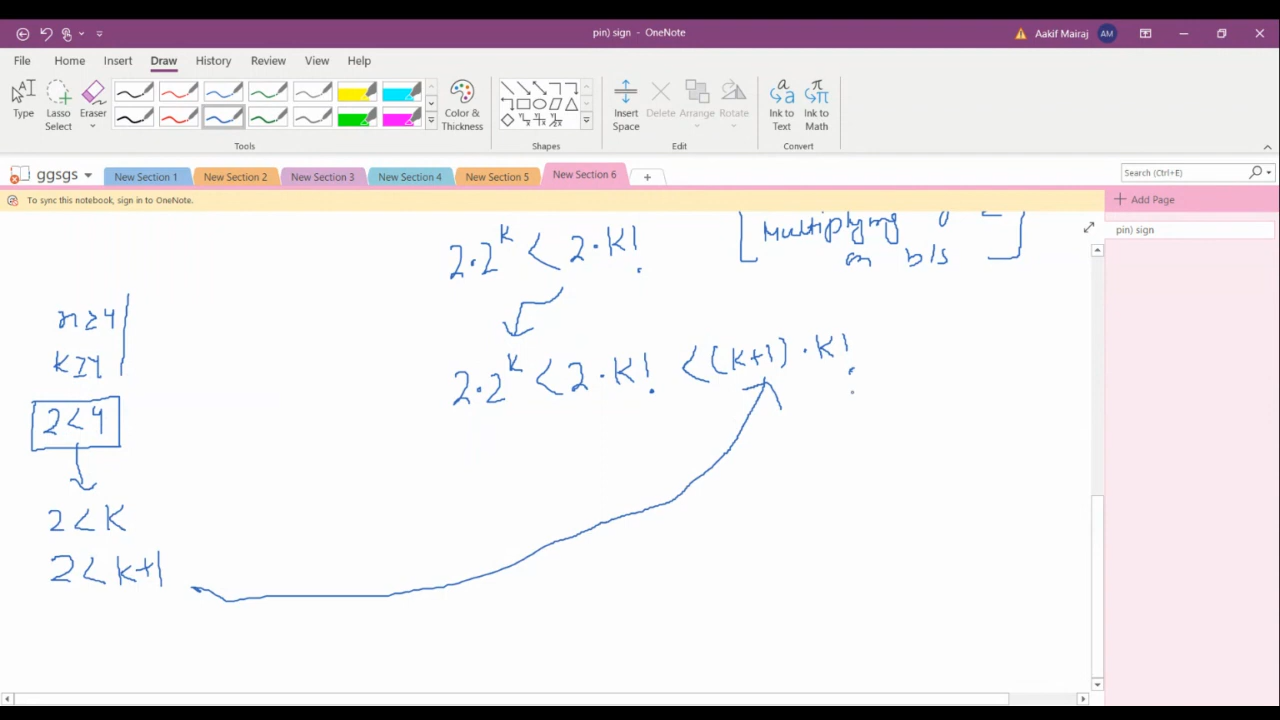 pin) sign - OneNote
Aakif Mairaj AM
File Home Insert Draw History Review View Help
Type Lasso Select Eraser Color & Thickness Insert Space Delete Arrange Rotate Ink to Text Ink to Math
Tools Shapes Edit Convert
ggsgs New Section 1 New Section 2 New Section 3 New Section 4 New Section 5 New Section 6 + Search (Ctrl+E)
To sync this notebook, sign in to OneNote.
Add Page
pin) sign
Multiplying
on b/s
2·2^k < 2·k!
n≥4
k≥4
2·2^k < 2·k! < (k+1)·k!
2<4
2<k
2<k+1